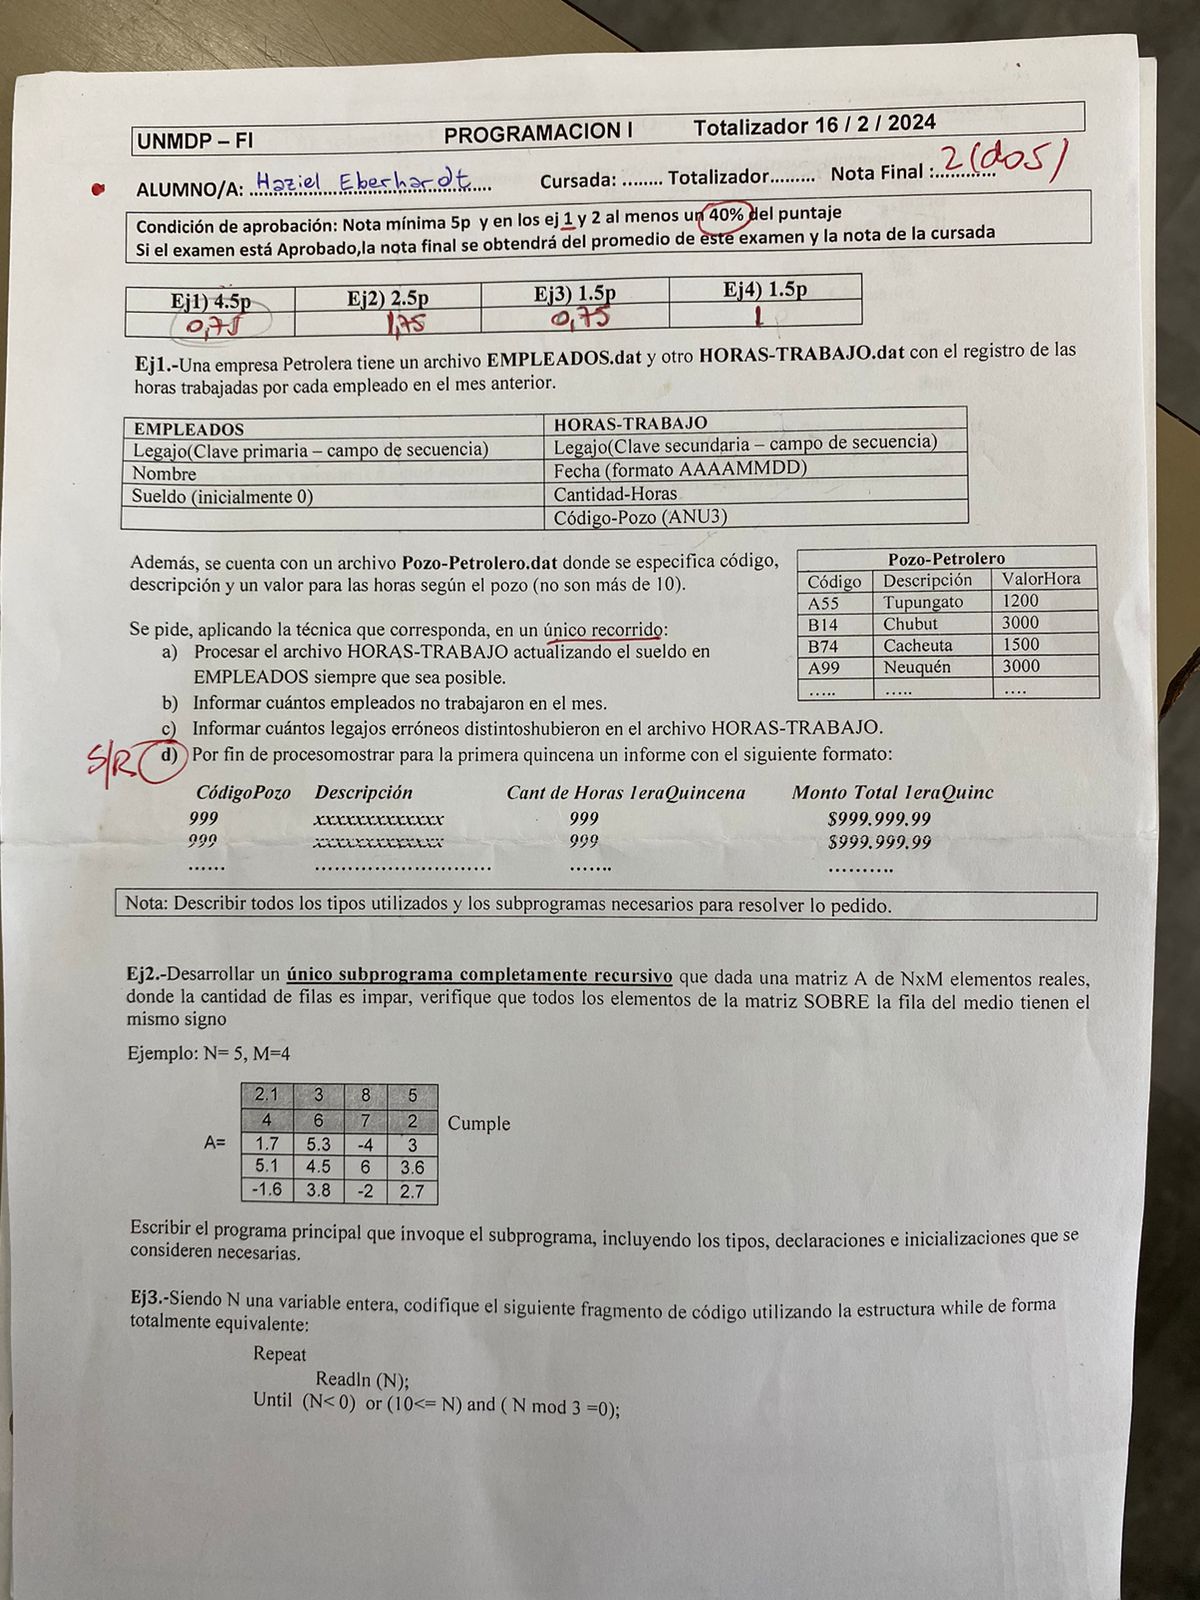 UNMDP – FI PROGRAMACION I Totalizador 16 / 2 / 2024
ALUMNO/A: Haziel Eberhardt Cursada: ........ Totalizador......... Nota Final :............ 2(dos)
Condición de aprobación: Nota mínima 5p y en los ej 1 y 2 al menos un 40% del puntaje
Si el examen está Aprobado,la nota final se obtendrá del promedio de este examen y la nota de la cursada
Ej1) 4.5p Ej2) 2.5p Ej3) 1.5p Ej4) 1.5p
0,75 1,75 0,75 1
Ej1.-Una empresa Petrolera tiene un archivo EMPLEADOS.dat y otro HORAS-TRABAJO.dat con el registro de las
horas trabajadas por cada empleado en el mes anterior.
EMPLEADOS HORAS-TRABAJO
Legajo(Clave primaria – campo de secuencia) Legajo(Clave secundaria – campo de secuencia)
Nombre Fecha (formato AAAAMMDD)
Sueldo (inicialmente 0) Cantidad-Horas
Código-Pozo (ANU3)
Además, se cuenta con un archivo Pozo-Petrolero.dat donde se especifica código,
descripción y un valor para las horas según el pozo (no son más de 10).
Pozo-Petrolero
Código Descripción ValorHora
A55 Tupungato 1200
B14 Chubut 3000
B74 Cacheuta 1500
A99 Neuquén 3000
..... ..... ....
Se pide, aplicando la técnica que corresponda, en un único recorrido:
a) Procesar el archivo HORAS-TRABAJO actualizando el sueldo en
EMPLEADOS siempre que sea posible.
b) Informar cuántos empleados no trabajaron en el mes.
c) Informar cuántos legajos erróneos distintoshubieron en el archivo HORAS-TRABAJO.
S/R d) Por fin de procesomostrar para la primera quincena un informe con el siguiente formato:
CódigoPozo Descripción Cant de Horas 1eraQuincena Monto Total 1eraQuinc
999 xxxxxxxxxxxxx 999 $999.999.99
999 xxxxxxxxxxxxx 999 $999.999.99
...... .............................. ....... ..........
Nota: Describir todos los tipos utilizados y los subprogramas necesarios para resolver lo pedido.
Ej2.-Desarrollar un único subprograma completamente recursivo que dada una matriz A de NxM elementos reales,
donde la cantidad de filas es impar, verifique que todos los elementos de la matriz SOBRE la fila del medio tienen el
mismo signo
Ejemplo: N= 5, M=4
2.1 3 8 5
4 6 7 2 Cumple
A= 1.7 5.3 -4 3
5.1 4.5 6 3.6
-1.6 3.8 -2 2.7
Escribir el programa principal que invoque el subprograma, incluyendo los tipos, declaraciones e inicializaciones que se
consideren necesarias.
Ej3.-Siendo N una variable entera, codifique el siguiente fragmento de código utilizando la estructura while de forma
totalmente equivalente:
Repeat
Readln (N);
Until (N< 0) or (10<= N) and ( N mod 3 =0);